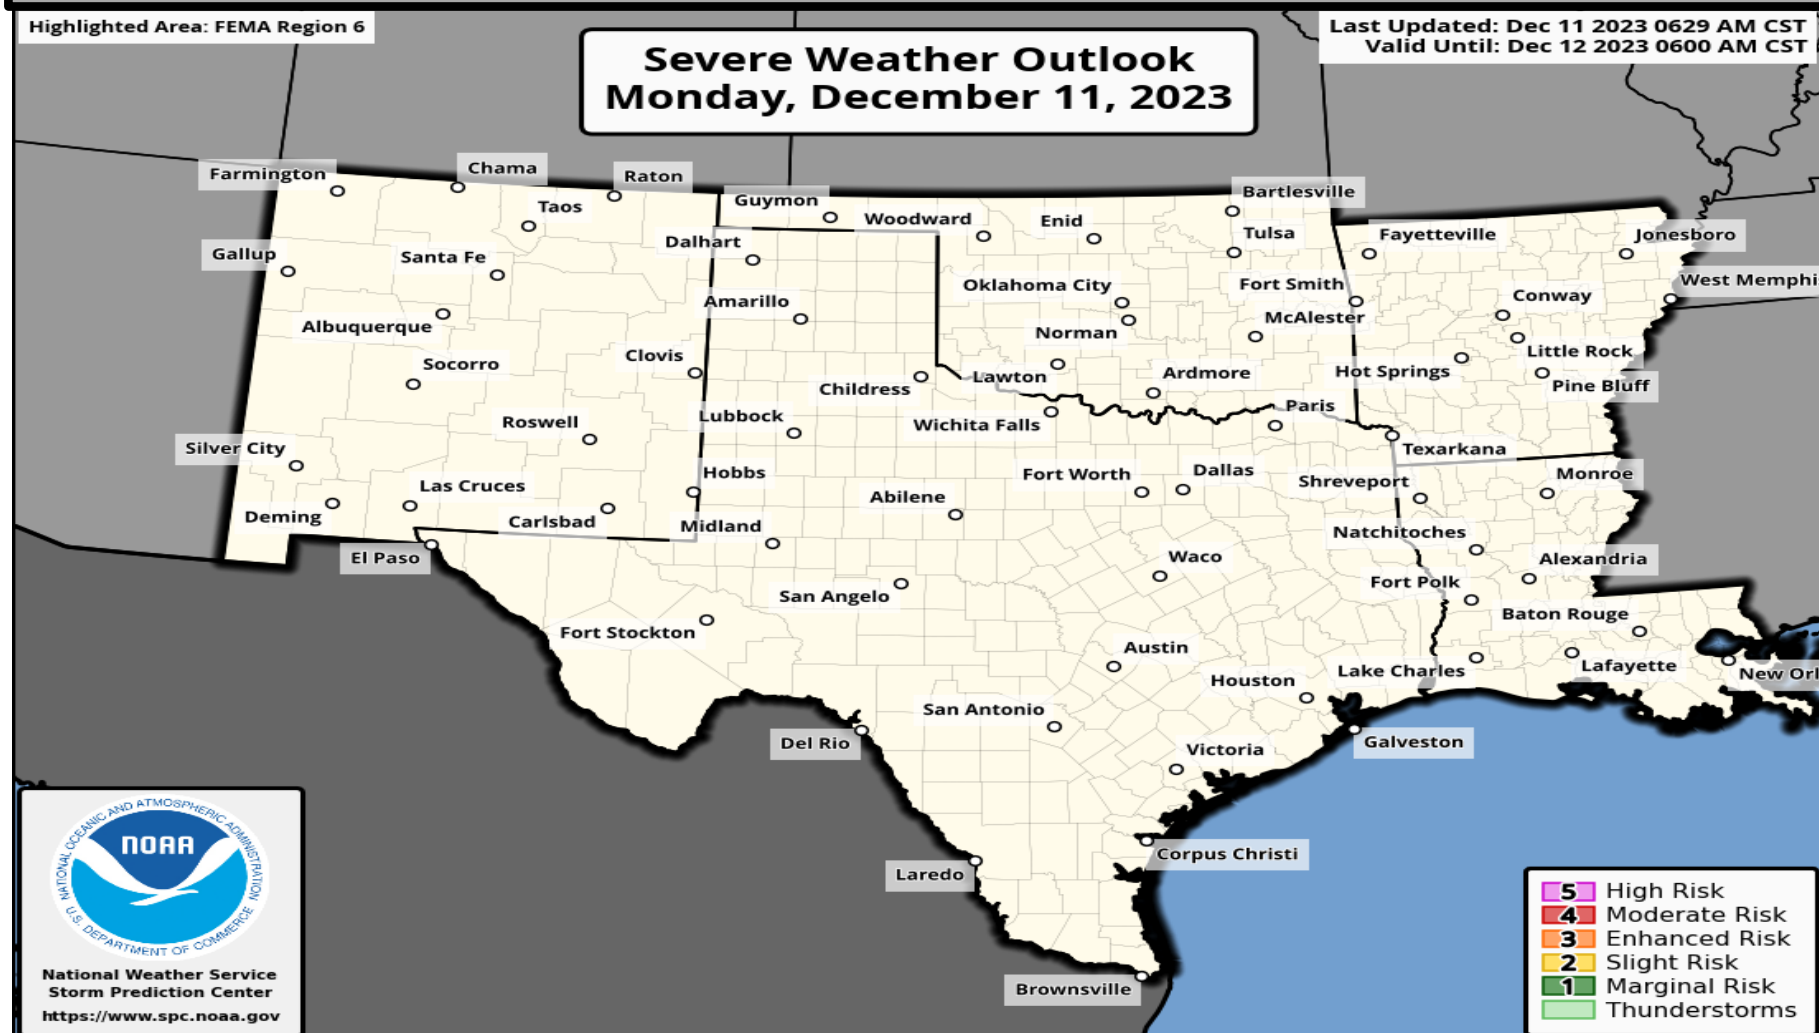 Highlighted Area: FEMA Region 6
Severe Weather Outlook
Monday, December 11, 2023
Last Updated: Dec 11 2023 0629 AM CST
Valid Until: Dec 12 2023 0600 AM CST
Farmington
Chama
Raton
Taos
Guymon
Woodward
Enid
Bartlesville
Gallup
Santa Fe
Dalhart
Tulsa
Fayetteville
Jonesboro
Albuquerque
Amarillo
Oklahoma City
Fort Smith
Conway
West Memphi
Norman
McAlester
Socorro
Clovis
Childress
Lawton
Ardmore
Hot Springs
Little Rock
Pine Bluff
Roswell
Lubbock
Wichita Falls
Paris
Silver City
Texarkana
Las Cruces
Hobbs
Abilene
Fort Worth
Dallas
Shreveport
Monroe
Deming
Carlsbad
Midland
Natchitoches
El Paso
San Angelo
Waco
Alexandria
Fort Polk
Fort Stockton
Baton Rouge
Austin
Houston
Lake Charles
Lafayette
New Orl
San Antonio
Del Rio
Victoria
Galveston
Corpus Christi
Laredo
Brownsville
NATIONAL OCEANIC AND ATMOSPHERIC ADMINISTRATION
NOAA
U.S. DEPARTMENT OF COMMERCE
National Weather Service
Storm Prediction Center
https://www.spc.noaa.gov
5 High Risk
4 Moderate Risk
3 Enhanced Risk
2 Slight Risk
1 Marginal Risk
Thunderstorms